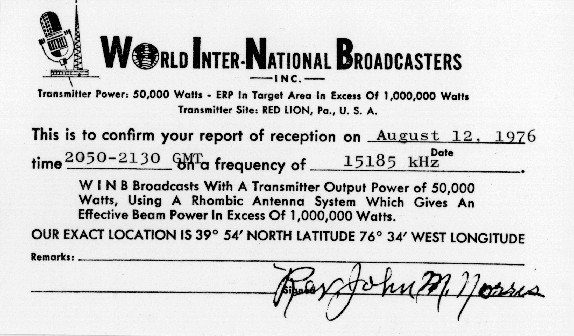 WORLD INTER-NATIONAL BROADCASTERS
INC.
Transmitter Power: 50,000 Watts - ERP In Target Area In Excess Of 1,000,000 Watts
Transmitter Site: RED LION, Pa., U. S. A.
This is to confirm your report of reception on August 12, 1976
Date
time 2050-2130 GMT on a frequency of 15185 kHz.
W I N B Broadcasts With A Transmitter Output Power of 50,000
Watts, Using A Rhombic Antenna System Which Gives An
Effective Beam Power In Excess Of 1,000,000 Watts.
OUR EXACT LOCATION IS 39° 54' NORTH LATITUDE 76° 34' WEST LONGITUDE
Remarks:
Signed Rev John M. Norris